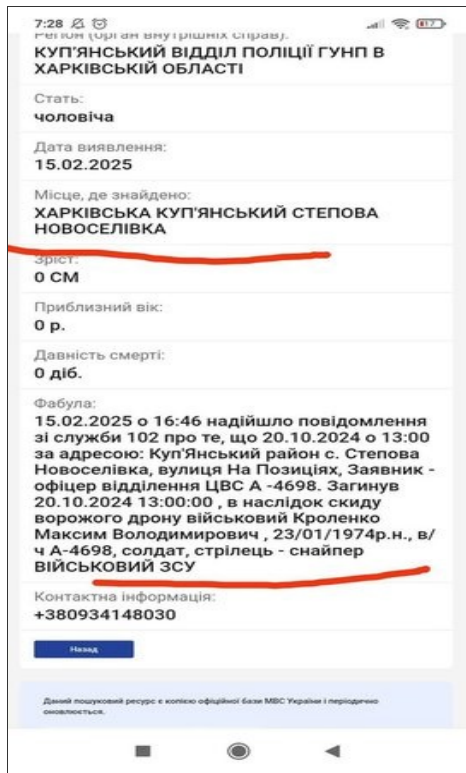 7:28
Регіон (орган внутрішніх справ):
КУП'ЯНСЬКИЙ ВІДДІЛ ПОЛІЦІЇ ГУНП В
ХАРКІВСЬКІЙ ОБЛАСТІ
Стать:
чоловіча
Дата виявлення:
15.02.2025
Місце, де знайдено:
ХАРКІВСЬКА КУП'ЯНСЬКИЙ СТЕПОВА
НОВОСЕЛІВКА
Зріст:
0 СМ
Приблизний вік:
0 р.
Давність смерті:
0 діб.
Фабула:
15.02.2025 о 16:46 надійшло повідомлення
зі служби 102 про те, що 20.10.2024 о 13:00
за адресою: Куп'янський район с. Степова
Новоселівка, вулиця На Позиціях, Заявник -
офіцер відділення ЦВС А -4698. Загинув
20.10.2024 13:00:00 , в наслідок скиду
ворожого дрону військовий Кроленко
Максим Володимирович , 23/01/1974р.н., в/
ч А-4698, солдат, стрілець - снайпер
ВІЙСЬКОВИЙ ЗСУ
Контактна інформація:
+380934148030
Назад
Даний пошуковий ресурс є копією офіційної бази МВС України і періодично
оновлюється.